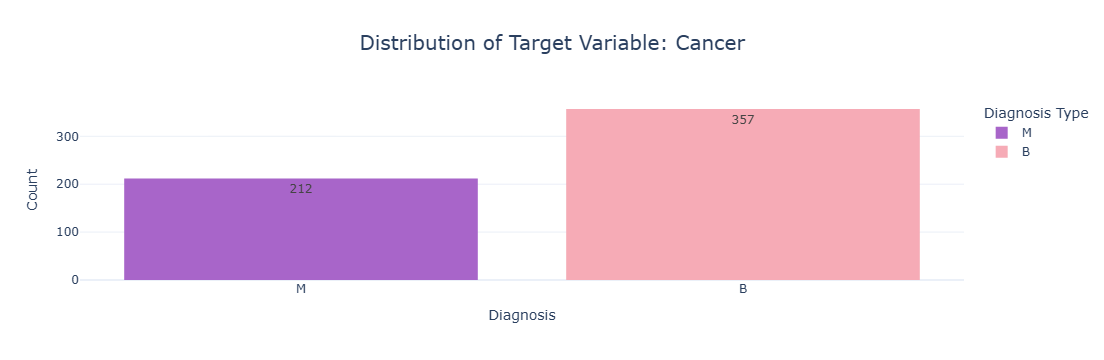 Distribution of Target Variable: Cancer
Diagnosis Type
M
B
357
300
212
200
Count
100
0
M
B
Diagnosis